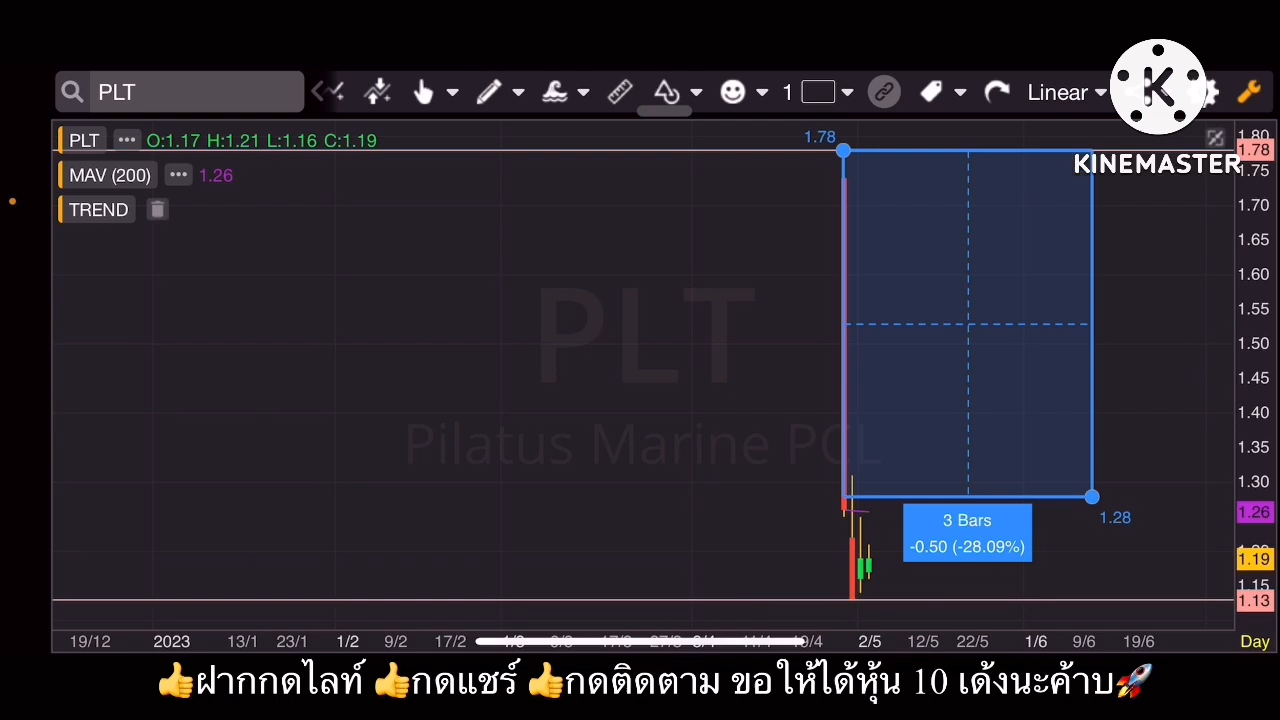 PLT
1
Linear
KINEMASTER
PLT ••• O:1.17 H:1.21 L:1.16 C:1.19
MAV (200) ••• 1.26
TREND
1.78
1.80
1.78
1.75
1.70
1.65
1.60
1.55
1.50
1.45
1.40
1.35
1.30
1.26
1.19
1.15
1.13
PLT
Pilatus Marine PCL
1.28
3 Bars
-0.50 (-28.09%)
19/12 2023 13/1 23/1 1/2 9/2 17/2 2/5 12/5 22/5 1/6 9/6 19/6 Day
👍ฝากกดไลท์ 👍กดแชร์ 👍กดติดตาม ขอให้ได้หุ้น 10 เด้งนะค้าบ🚀